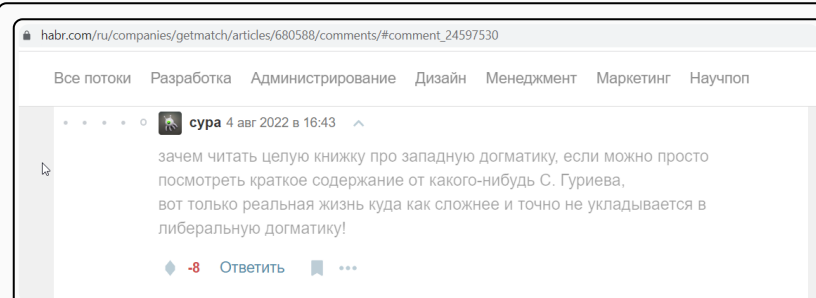 habr.com/ru/companies/getmatch/articles/680588/comments/#comment_24597530
Все потоки Разработка Администрирование Дизайн Менеджмент Маркетинг Научпоп
сура 4 авг 2022 в 16:43
зачем читать целую книжку про западную догматику, если можно просто
посмотреть краткое содержание от какого-нибудь С. Гуриева,
вот только реальная жизнь куда как сложнее и точно не укладывается в
либеральную догматику!
-8 Ответить